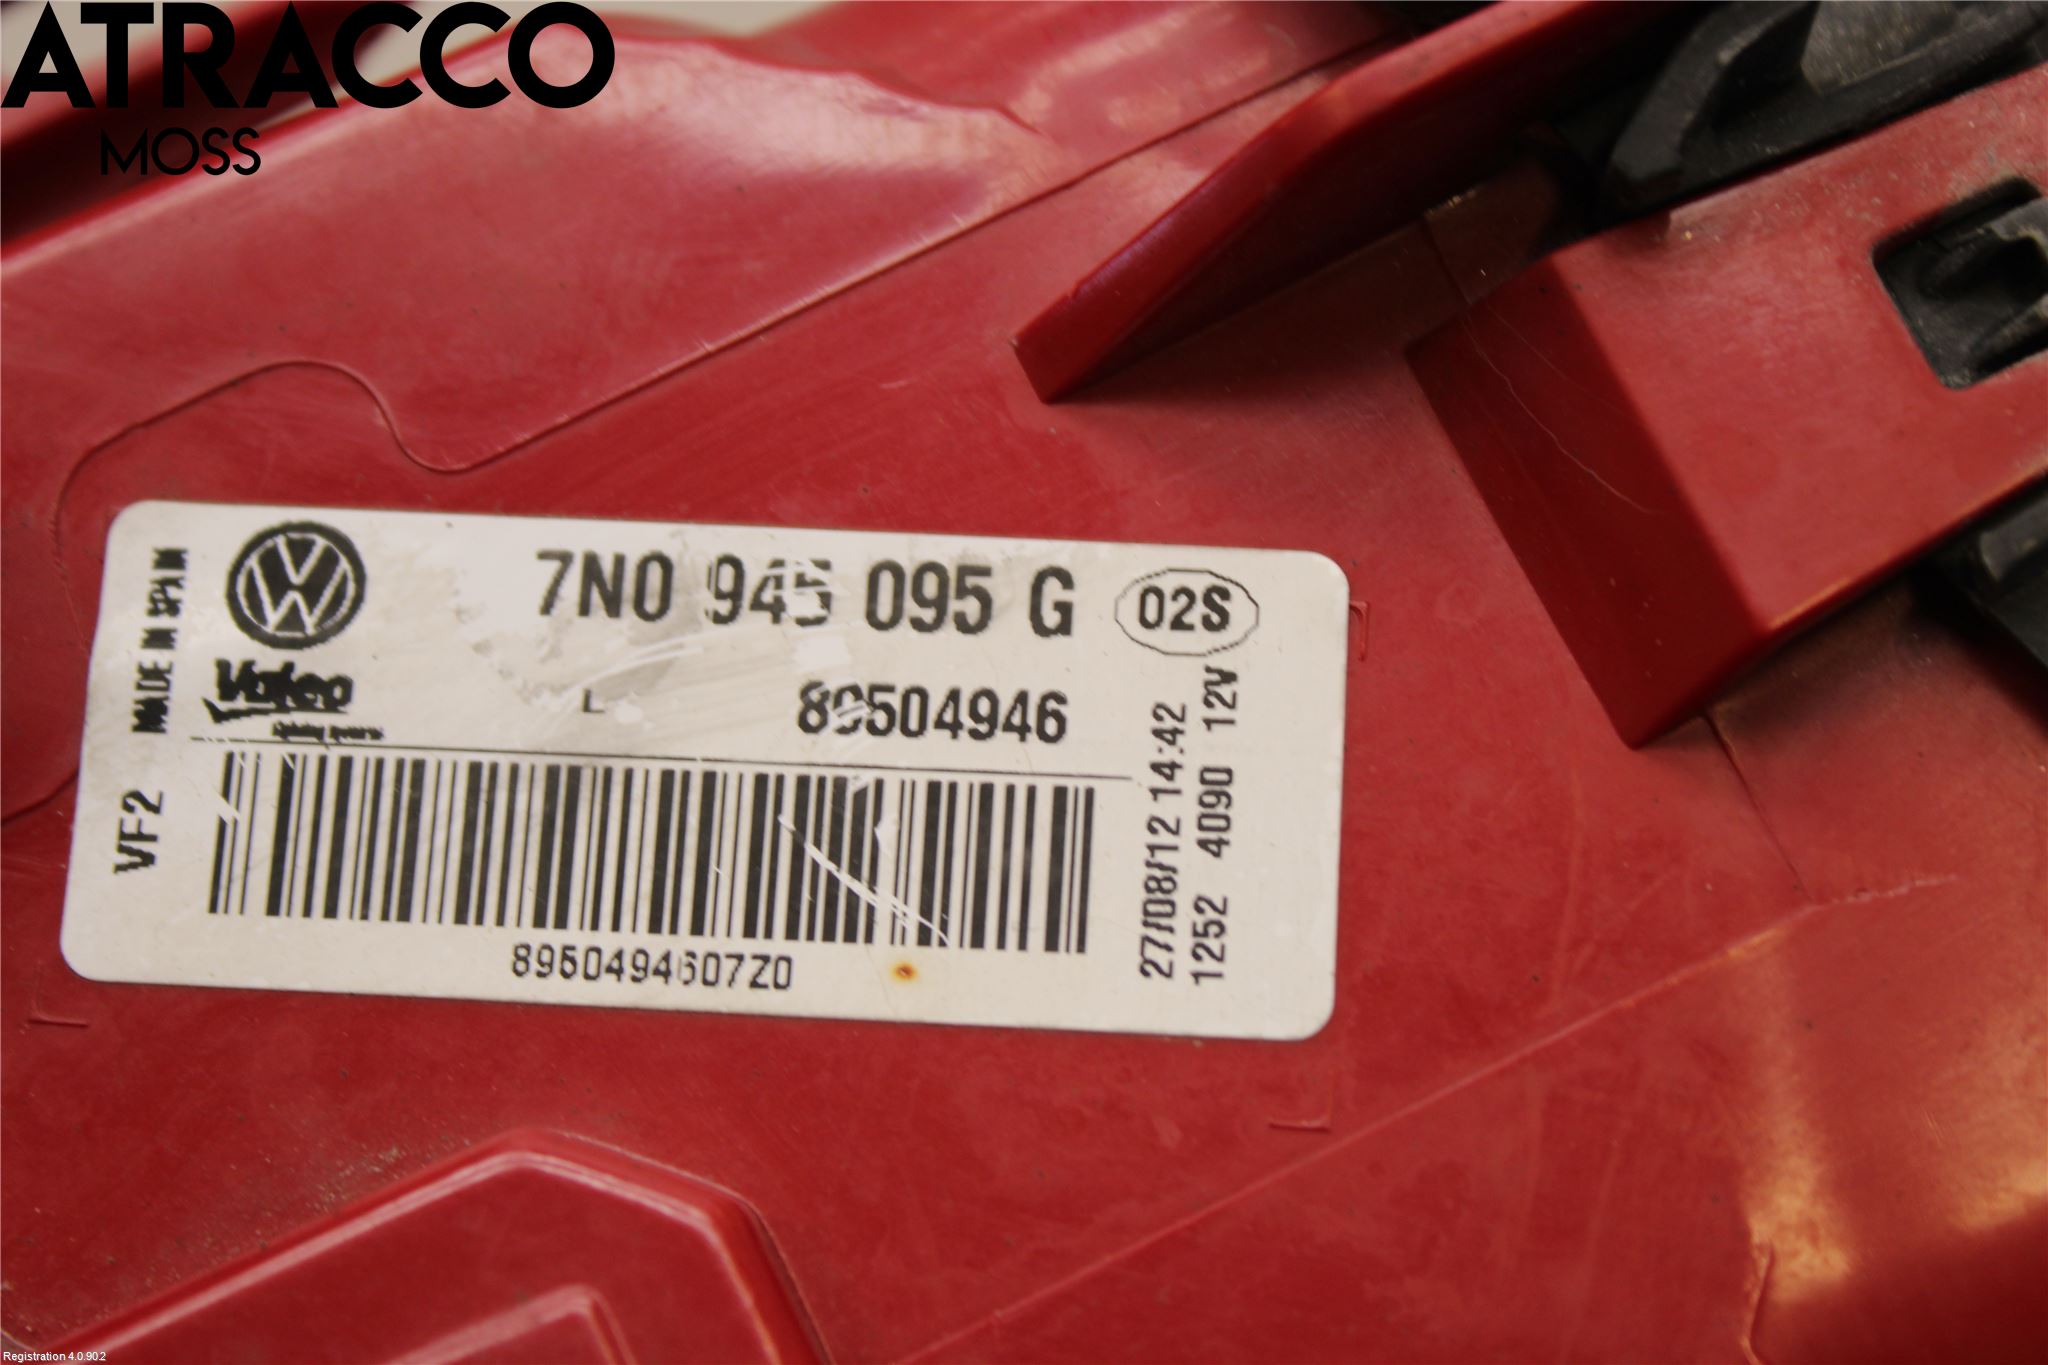 ATRACCO
MOSS
MADE IN SPAIN
VF2
7N0 945 095 G
02S
Valeo
L
89504946
8950494607Z0
27/08/12 14:42
1252 4090 12V
Registration 4.0.90.2